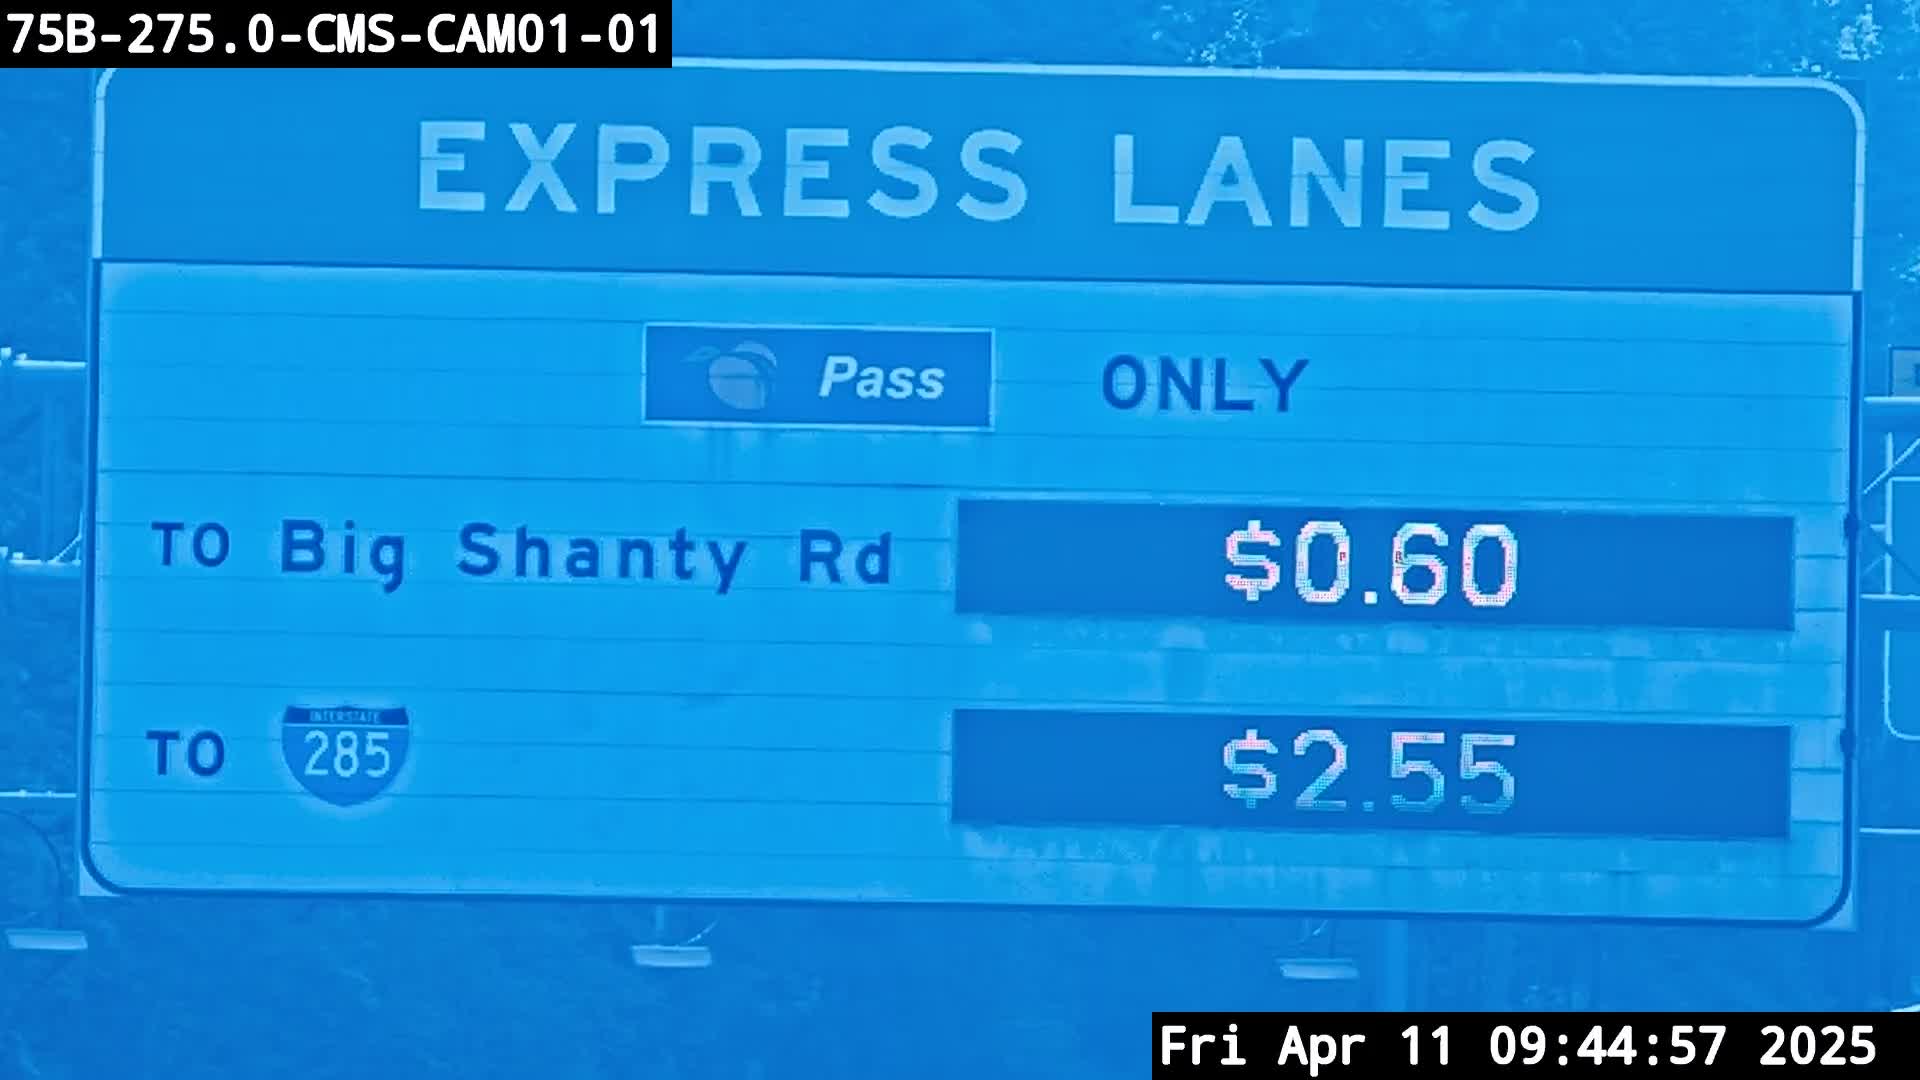 75B-275.0-CMS-CAM01-01
EXPRESS LANES
Pass ONLY
TO Big Shanty Rd $0.60
TO INTERSTATE 285 $2.55
Fri Apr 11 09:44:57 2025